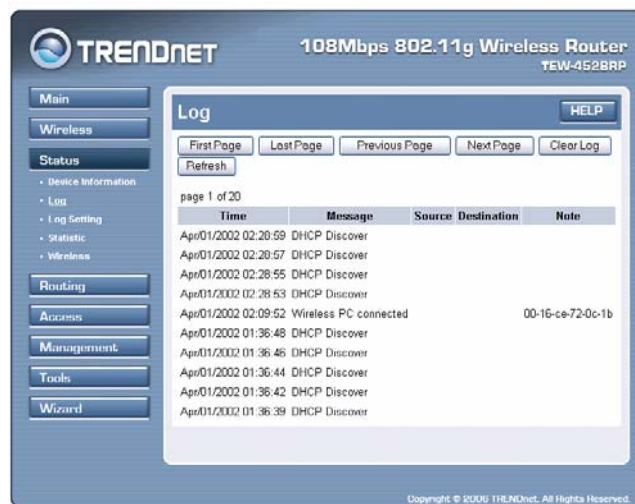 TRENDnet
108Mbps 802.11g Wireless Router
TEW-452BRP
Main
Wireless
Status
• Device Information
• Log
• Log Setting
• Statistic
• Wireless
Routing
Access
Management
Tools
Wizard
Log
HELP
First Page Last Page Previous Page Next Page Clear Log
Refresh
page 1 of 20
Time Message Source Destination Note
Apr/01/2002 02:28:59 DHCP Discover
Apr/01/2002 02:28:57 DHCP Discover
Apr/01/2002 02:28:55 DHCP Discover
Apr/01/2002 02:28:53 DHCP Discover
Apr/01/2002 02:09:52 Wireless PC connected 00-16-ce-72-0c-1b
Apr/01/2002 01:36:48 DHCP Discover
Apr/01/2002 01:36:46 DHCP Discover
Apr/01/2002 01:36:44 DHCP Discover
Apr/01/2002 01:36:42 DHCP Discover
Apr/01/2002 01:36:39 DHCP Discover
Copyright © 2006 TRENDnet. All Rights Reserved.